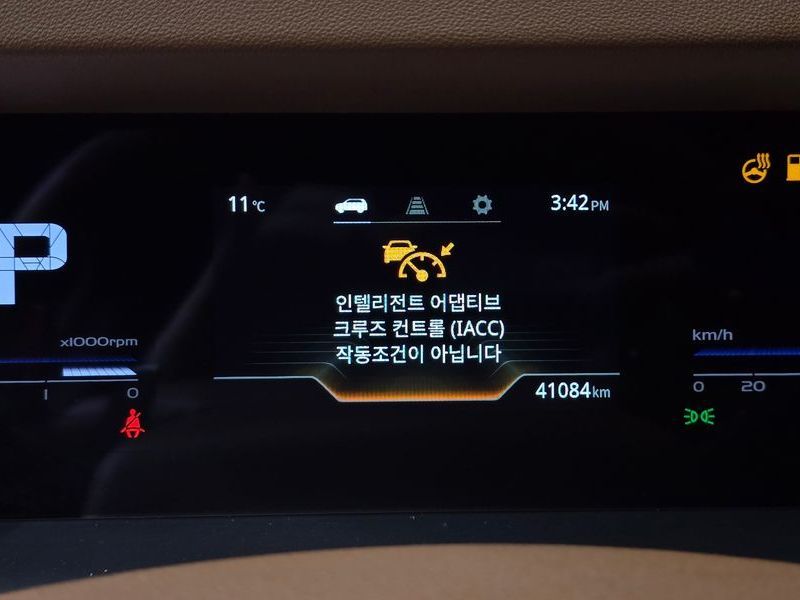 11°C
3:42PM
P
인텔리전트 어댑티브
크루즈 컨트롤 (IACC)
작동조건이 아닙니다
x1000rpm
km/h
1
0
0
20
41084km